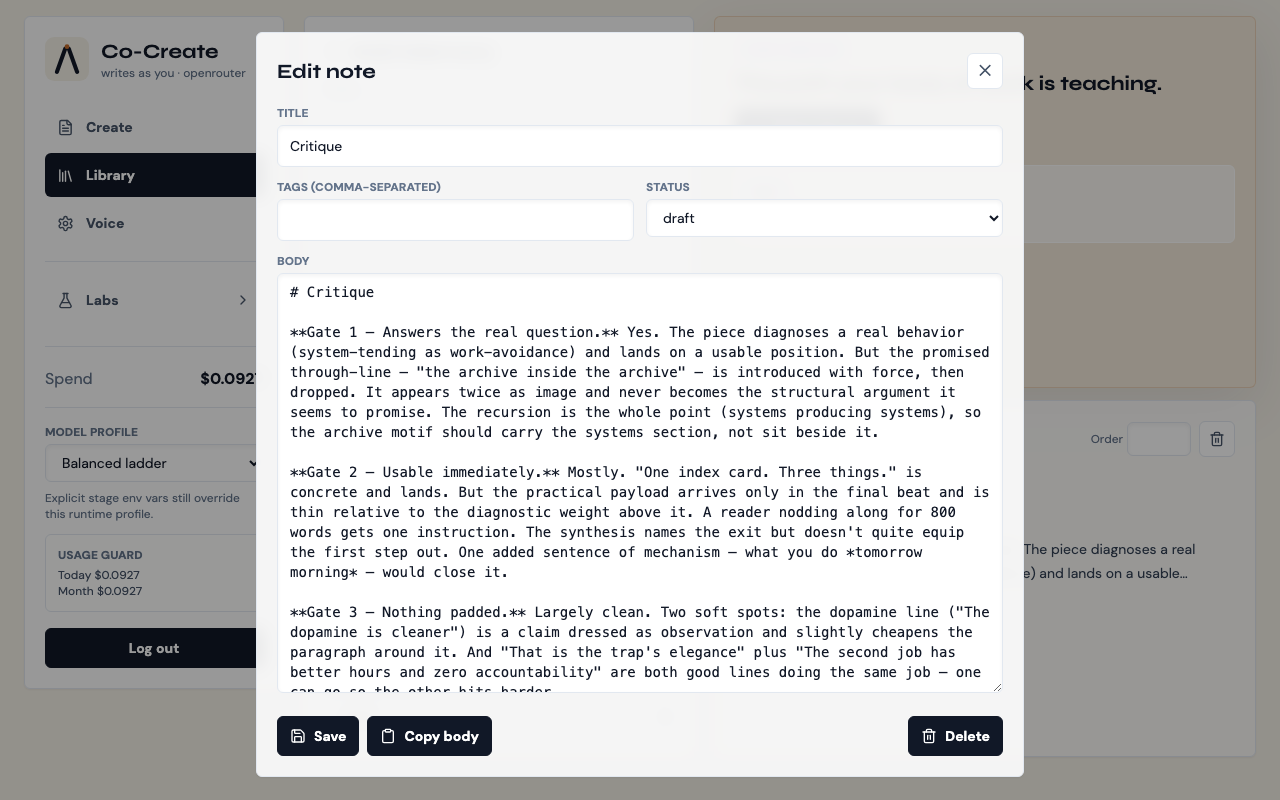 Co-Create
writes as you · openrouter
Create
Library
Voice
Labs
Spend
$0.0927
MODEL PROFILE
Balanced ladder
Explicit stage env vars still override
this runtime profile.
USAGE GUARD
Today $0.0927
Month $0.0927
Log out
Edit note
TITLE
Critique
TAGS (COMMA-SEPARATED)
STATUS
draft
BODY
# Critique
**Gate 1 — Answers the real question.** Yes. The piece diagnoses a real behavior
(system-tending as work-avoidance) and lands on a usable position. But the promised
through-line — "the archive inside the archive" — is introduced with force, then
dropped. It appears twice as image and never becomes the structural argument it
seems to promise. The recursion is the whole point (systems producing systems), so
the archive motif should carry the systems section, not sit beside it.
**Gate 2 — Usable immediately.** Mostly. "One index card. Three things." is
concrete and lands. But the practical payload arrives only in the final beat and is
thin relative to the diagnostic weight above it. A reader nodding along for 800
words gets one instruction. The synthesis names the exit but doesn't quite equip
the first step out. One added sentence of mechanism — what you do *tomorrow
morning* — would close it.
**Gate 3 — Nothing padded.** Largely clean. Two soft spots: the dopamine line ("The
dopamine is cleaner") is a claim dressed as observation and slightly cheapens the
paragraph around it. And "That is the trap's elegance" plus "The second job has
better hours and zero accountability" are both good lines doing the same job — one
can go so the other hits harder.
Save
Copy body
Delete
k is teaching.
Order
The piece diagnoses a real
e) and lands on a usable…